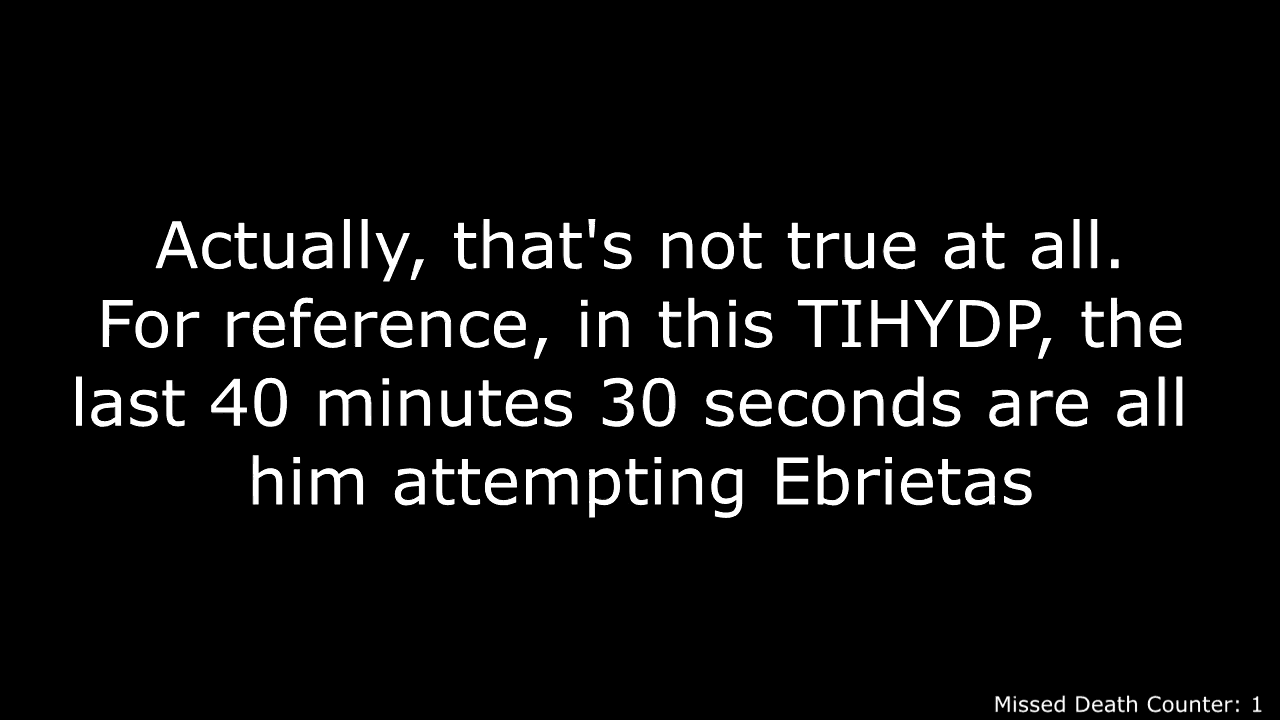 Actually, that's not true at all.
For reference, in this TIHYDP, the
last 40 minutes 30 seconds are all
him attempting Ebrietas
Missed Death Counter: 1